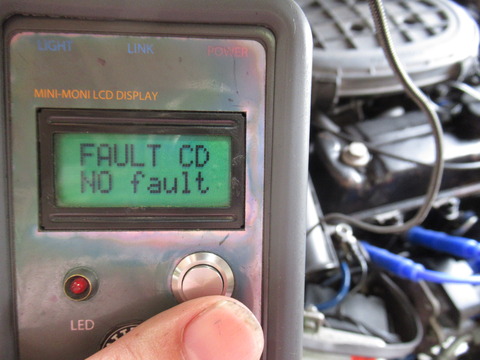 LIGHT LINK POWER
MINI-MONI LCD DISPLAY
FAULT CD
NO fault
LED